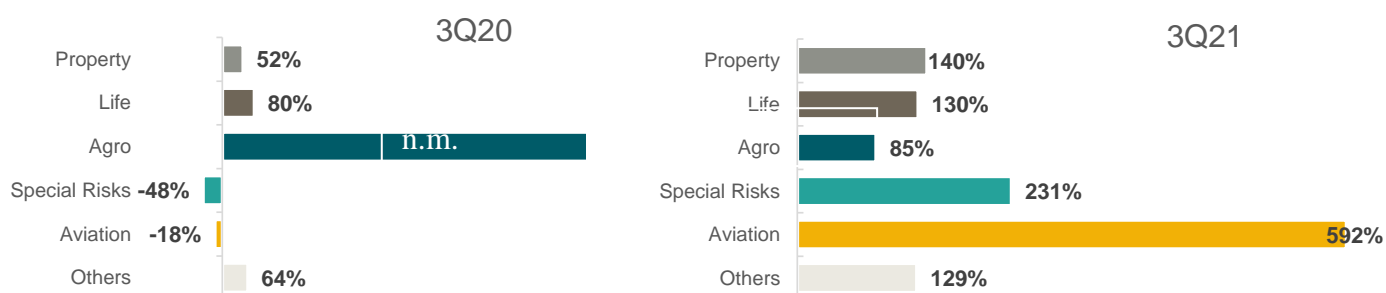 3Q20
Property 52%
Life 80%
Agro n.m.
Special Risks -48%
Aviation -18%
Others 64%
3Q21
Property 140%
Life 130%
Agro 85%
Special Risks 231%
Aviation 592%
Others 129%